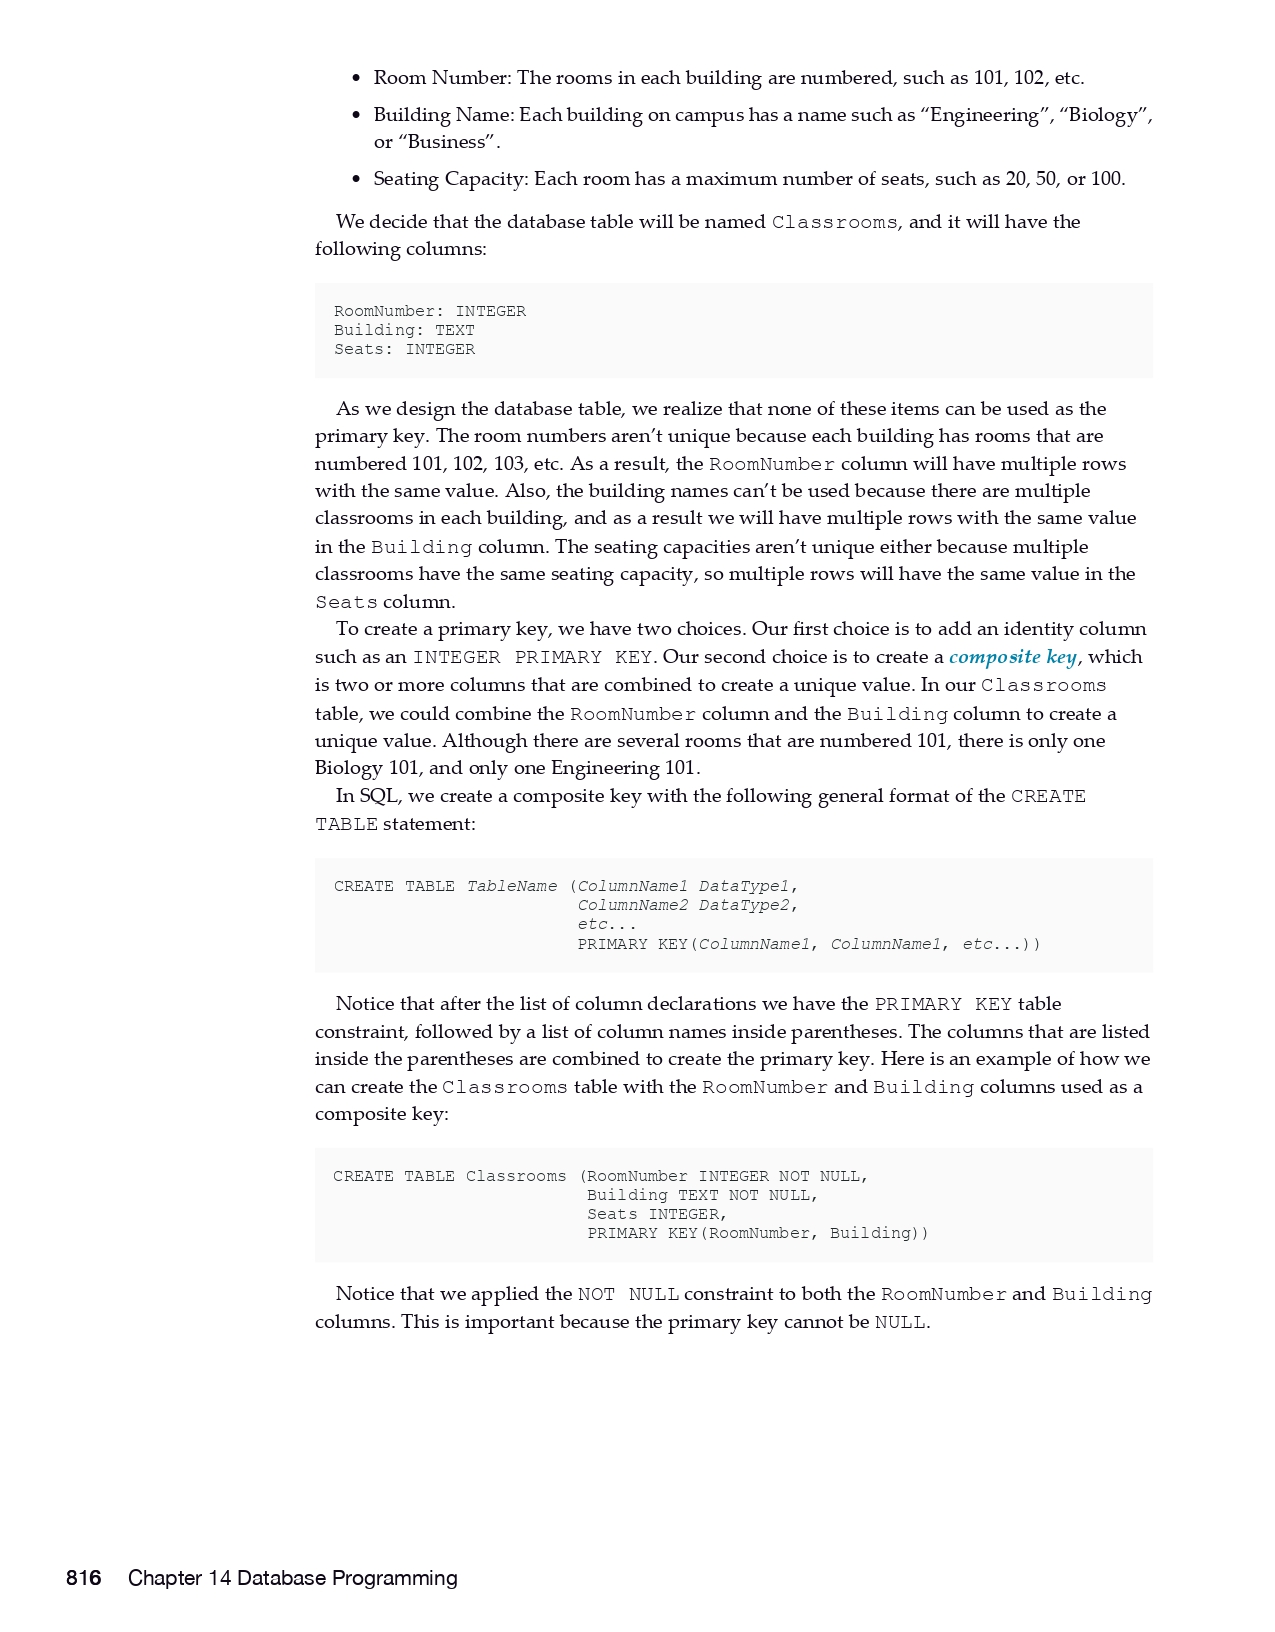 • Room Number: The rooms in each building are numbered, such as 101, 102, etc.
• Building Name: Each building on campus has a name such as “Engineering”, “Biology”,
or “Business”.
• Seating Capacity: Each room has a maximum number of seats, such as 20, 50, or 100.
We decide that the database table will be named Classrooms, and it will have the
following columns:
RoomNumber: INTEGER
Building: TEXT
Seats: INTEGER
As we design the database table, we realize that none of these items can be used as the
primary key. The room numbers aren’t unique because each building has rooms that are
numbered 101, 102, 103, etc. As a result, the RoomNumber column will have multiple rows
with the same value. Also, the building names can’t be used because there are multiple
classrooms in each building, and as a result we will have multiple rows with the same value
in the Building column. The seating capacities aren’t unique either because multiple
classrooms have the same seating capacity, so multiple rows will have the same value in the
Seats column.
To create a primary key, we have two choices. Our first choice is to add an identity column
such as an INTEGER PRIMARY KEY. Our second choice is to create a composite key, which
is two or more columns that are combined to create a unique value. In our Classrooms
table, we could combine the RoomNumber column and the Building column to create a
unique value. Although there are several rooms that are numbered 101, there is only one
Biology 101, and only one Engineering 101.
In SQL, we create a composite key with the following general format of the CREATE
TABLE statement:
CREATE TABLE TableName (ColumnName1 DataType1,
ColumnName2 DataType2,
etc...
PRIMARY KEY(ColumnName1, ColumnName1, etc...))
Notice that after the list of column declarations we have the PRIMARY KEY table
constraint, followed by a list of column names inside parentheses. The columns that are listed
inside the parentheses are combined to create the primary key. Here is an example of how we
can create the Classrooms table with the RoomNumber and Building columns used as a
composite key:
CREATE TABLE Classrooms (RoomNumber INTEGER NOT NULL,
Building TEXT NOT NULL,
Seats INTEGER,
PRIMARY KEY(RoomNumber, Building))
Notice that we applied the NOT NULL constraint to both the RoomNumber and Building
columns. This is important because the primary key cannot be NULL.
816 Chapter 14 Database Programming